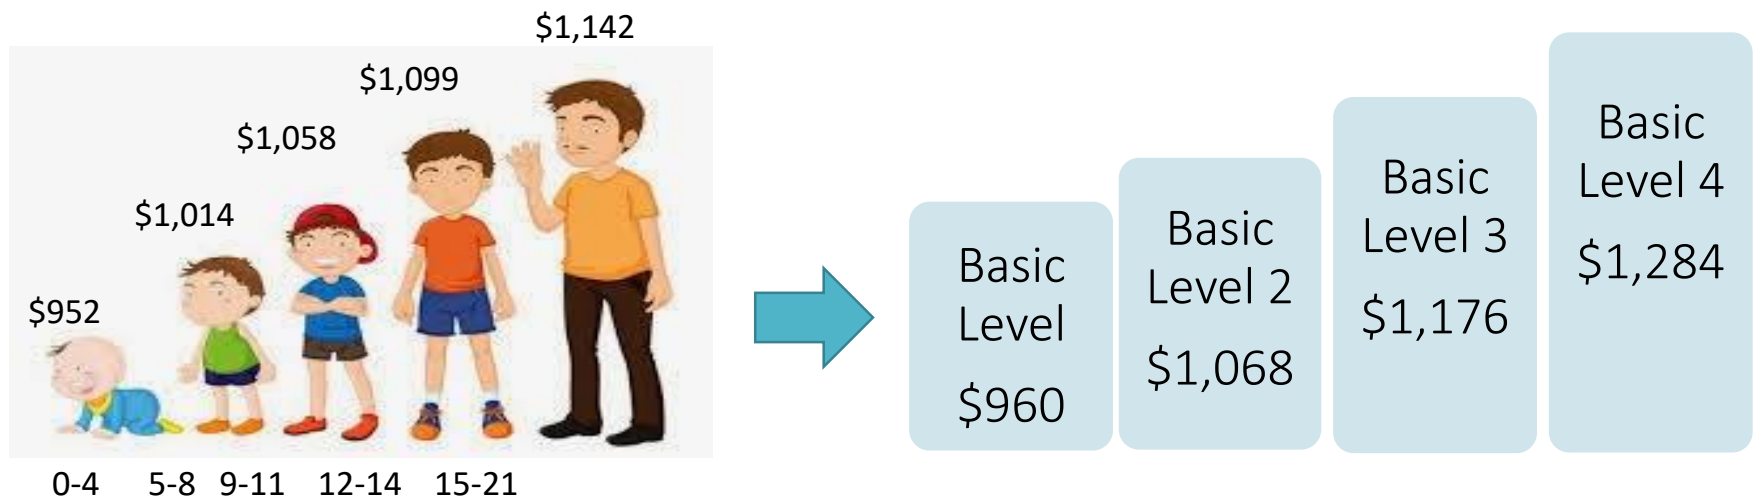 $1,142
$1,099
$1,058
$1,014
$952
0-4 5-8 9-11 12-14 15-21
Basic
Level
$960
Basic
Level 2
$1,068
Basic
Level 3
$1,176
Basic
Level 4
$1,284